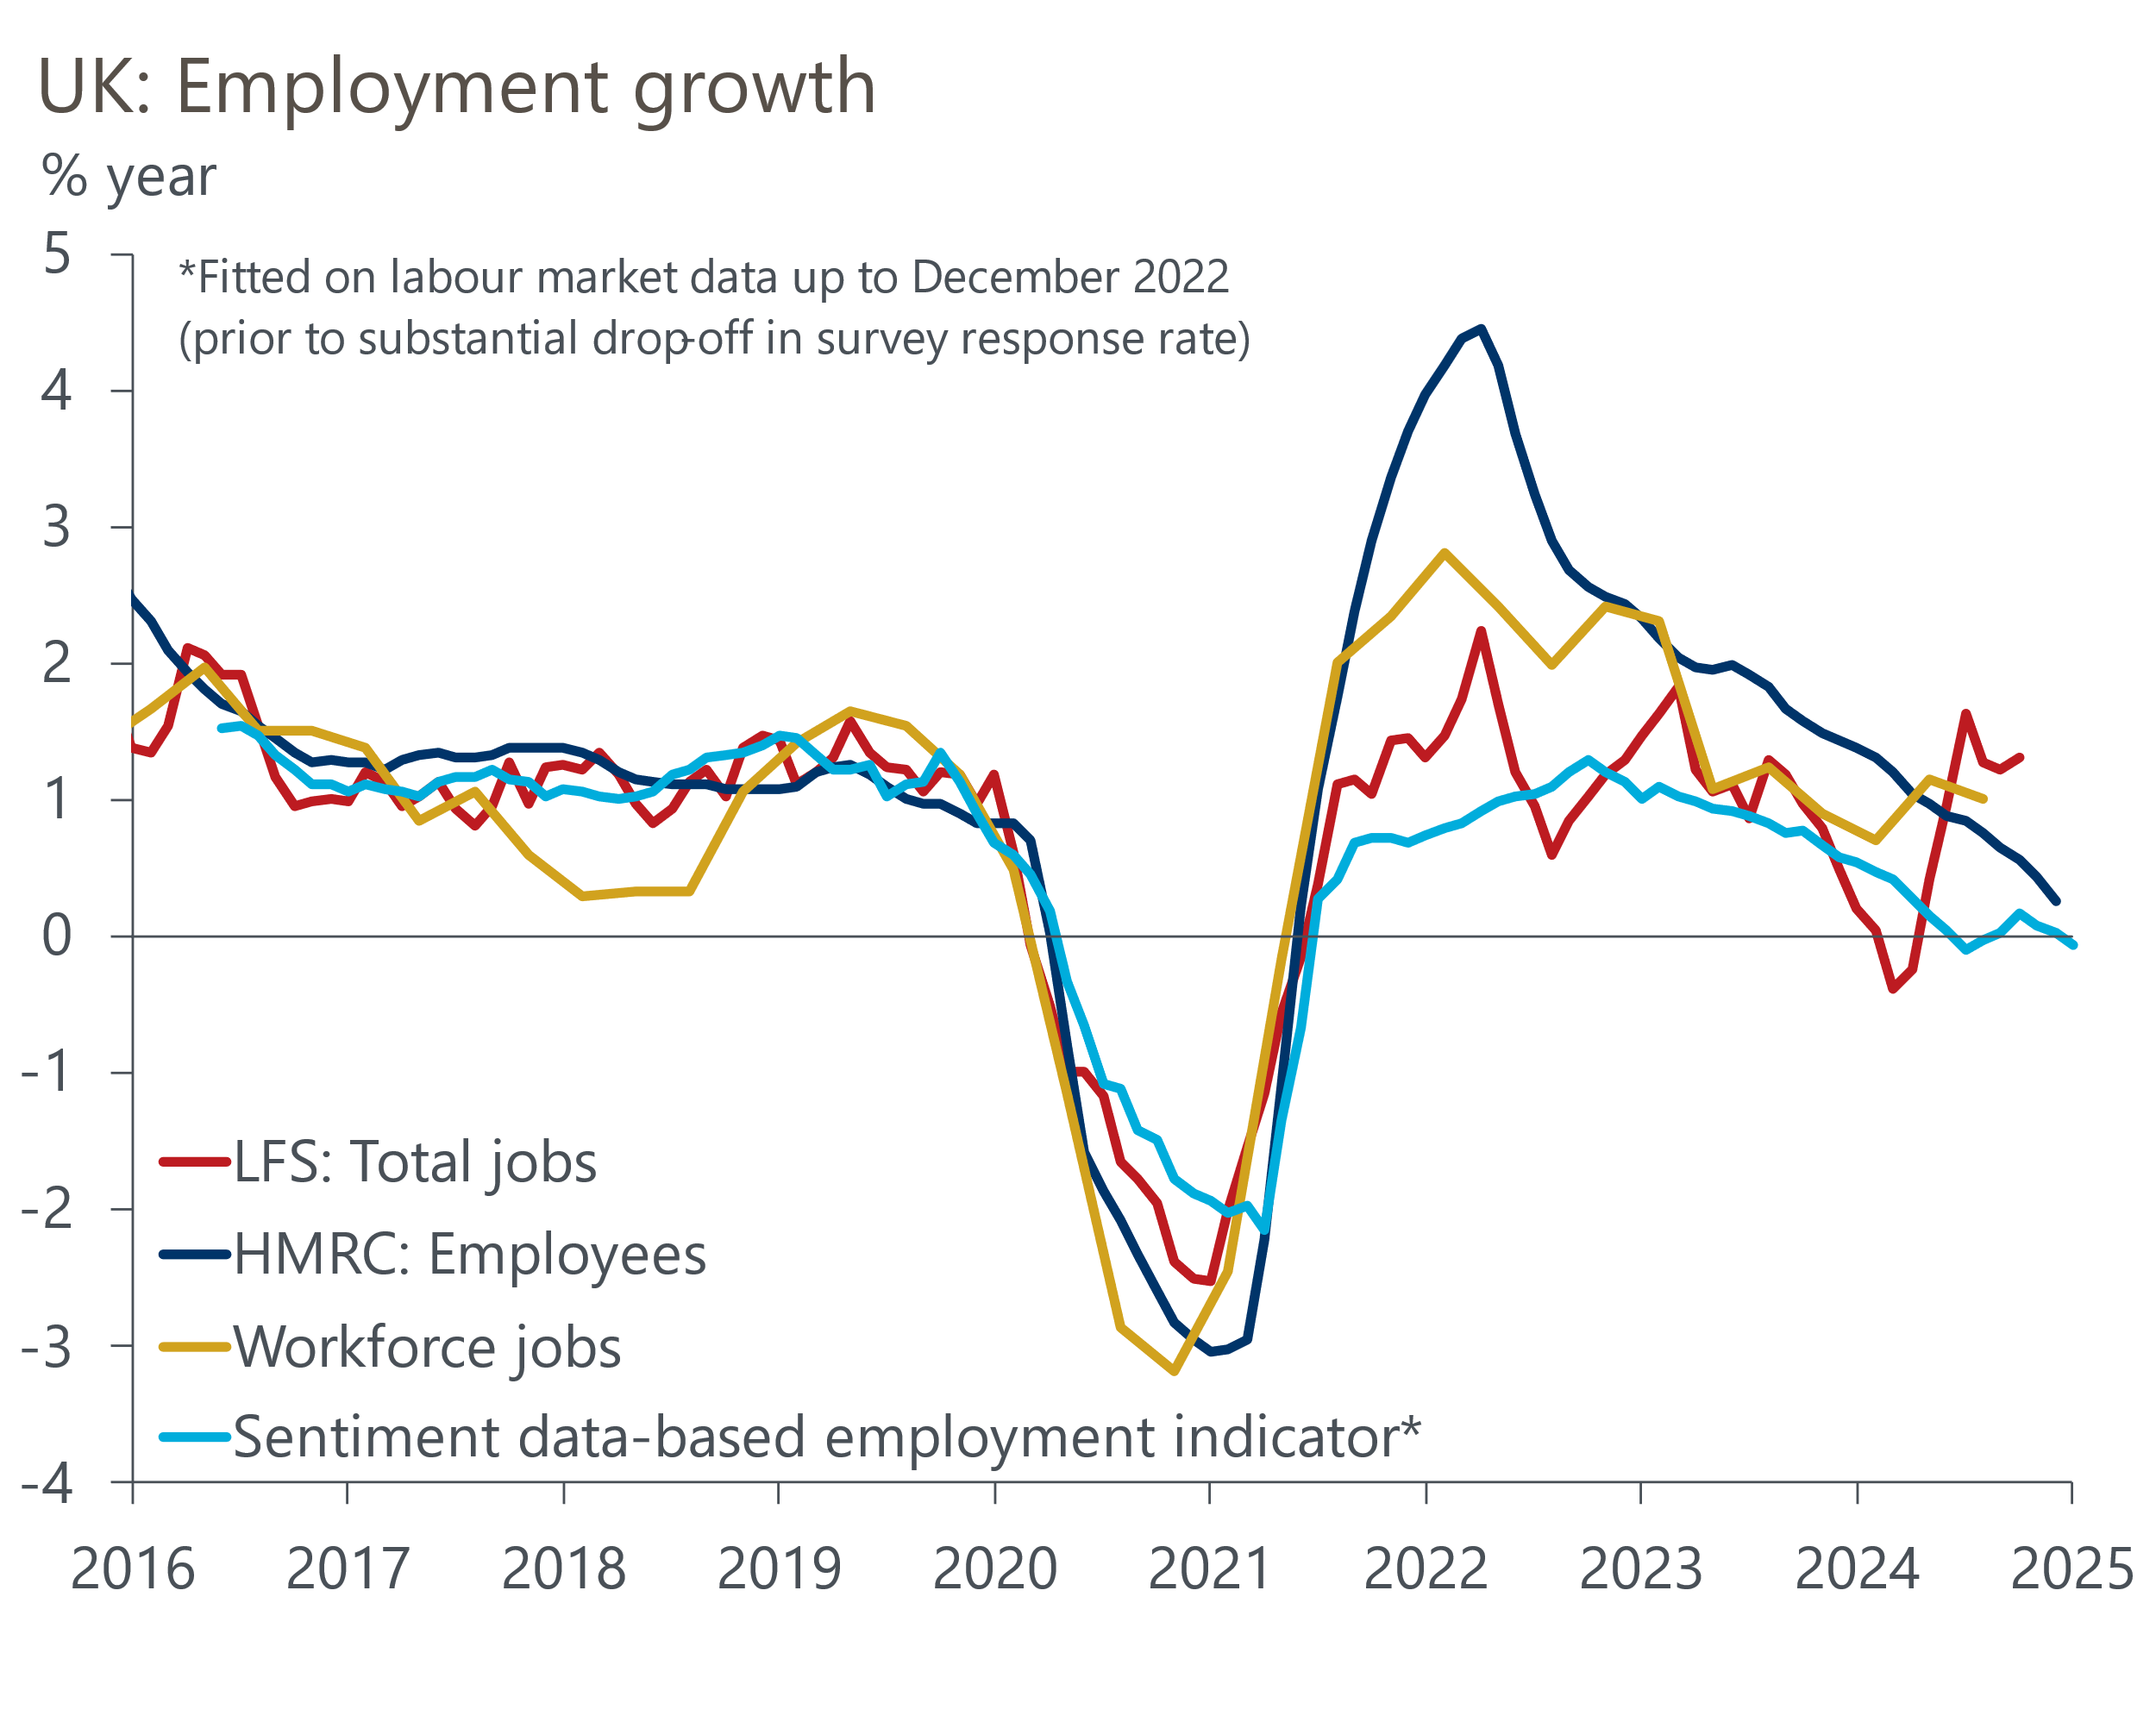 UK: Employment growth
% year
*Fitted on labour market data up to December 2022
(prior to substantial drop-off in survey response rate)
5
4
3
2
1
0
-1
-2
-3
-4
LFS: Total jobs
HMRC: Employees
Workforce jobs
Sentiment data-based employment indicator*
2016 2017 2018 2019 2020 2021 2022 2023 2024 2025